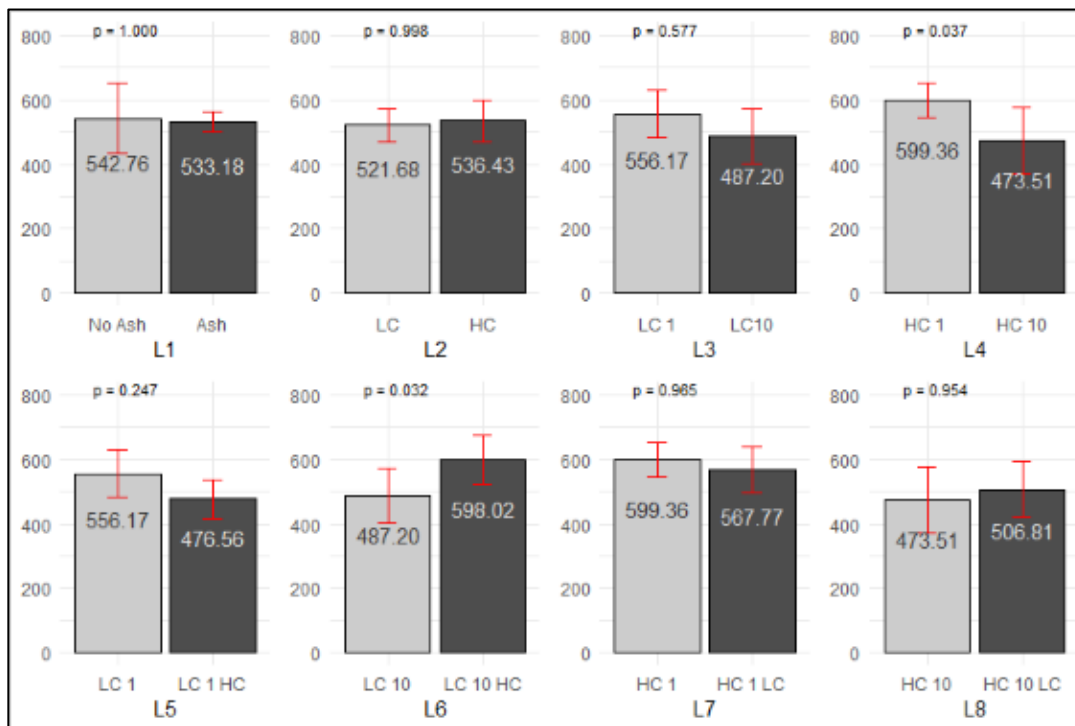 p = 1.000 p = 0.998 p = 0.577 p = 0.037
800 800 800 800
600 600 600 600
400 400 400 400
542.76 533.18 521.68 536.43 556.17 487.20 599.36 473.51
200 200 200 200
0 0 0 0
No Ash Ash LC HC LC 1 LC10 HC 1 HC 10
L1 L2 L3 L4
p = 0.247 p = 0.032 p = 0.965 p = 0.954
800 800 800 800
600 600 600 600
400 400 400 400
556.17 476.56 487.20 598.02 599.36 567.77 473.51 506.81
200 200 200 200
0 0 0 0
LC 1 LC 1 HC LC 10 LC 10 HC HC 1 HC 1 LC HC 10 HC 10 LC
L5 L6 L7 L8